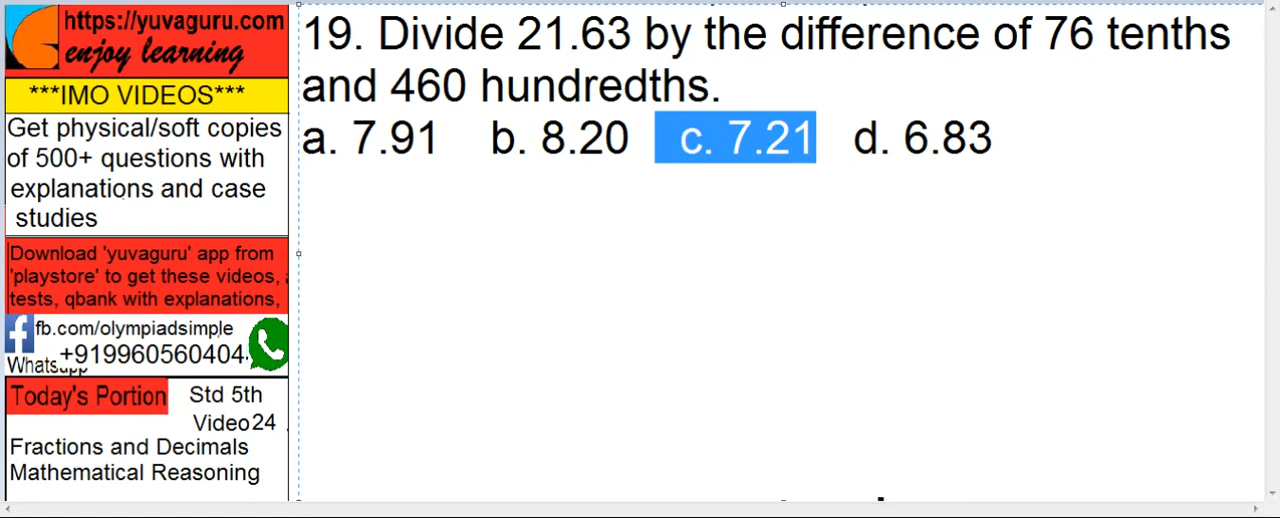 https://yuvaguru.com
enjoy learning
***IMO VIDEOS***
Get physical/soft copies
of 500+ questions with
explanations and case
studies
Download 'yuvaguru' app from
'playstore' to get these videos,
tests, qbank with explanations,
fb.com/olympiadsimple
+919960560404
Whatsapp
Today's Portion
Std 5th
Video24
Fractions and Decimals
Mathematical Reasoning
19. Divide 21.63 by the difference of 76 tenths
and 460 hundredths.
a. 7.91 b. 8.20 c. 7.21 d. 6.83